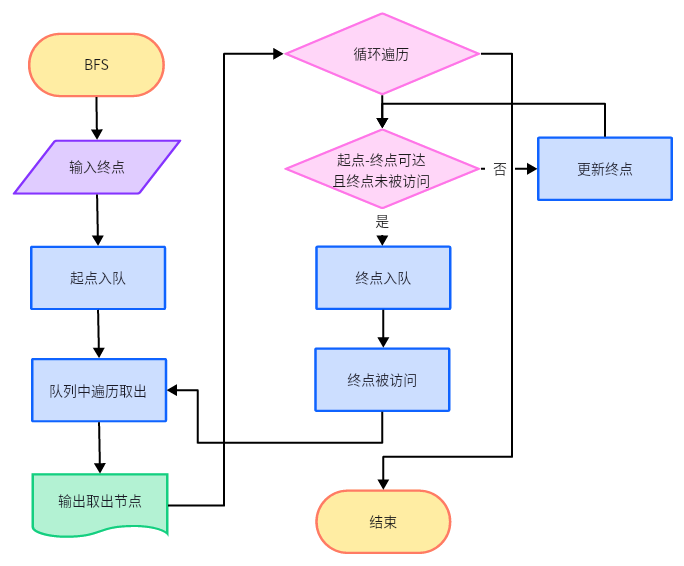 BFS
输入终点
起点入队
队列中遍历取出
输出取出节点
循环遍历
起点-终点可达
且终点未被访问
否
更新终点
是
终点入队
终点被访问
结束